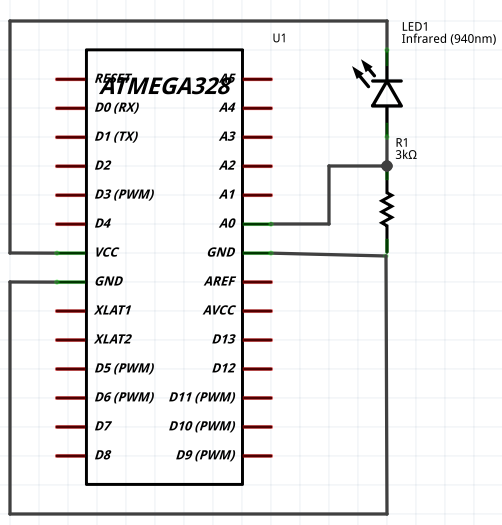 LED1
Infrared (940nm)
U1
ATMEGA328
RESET
A5
D0 (RX)
A4
D1 (TX)
A3
D2
A2
D3 (PWM)
A1
D4
A0
VCC
GND
GND
AREF
XLAT1
AVCC
XLAT2
D13
D5 (PWM)
D12
D6 (PWM)
D11 (PWM)
D7
D10 (PWM)
D8
D9 (PWM)
R1
3kΩ